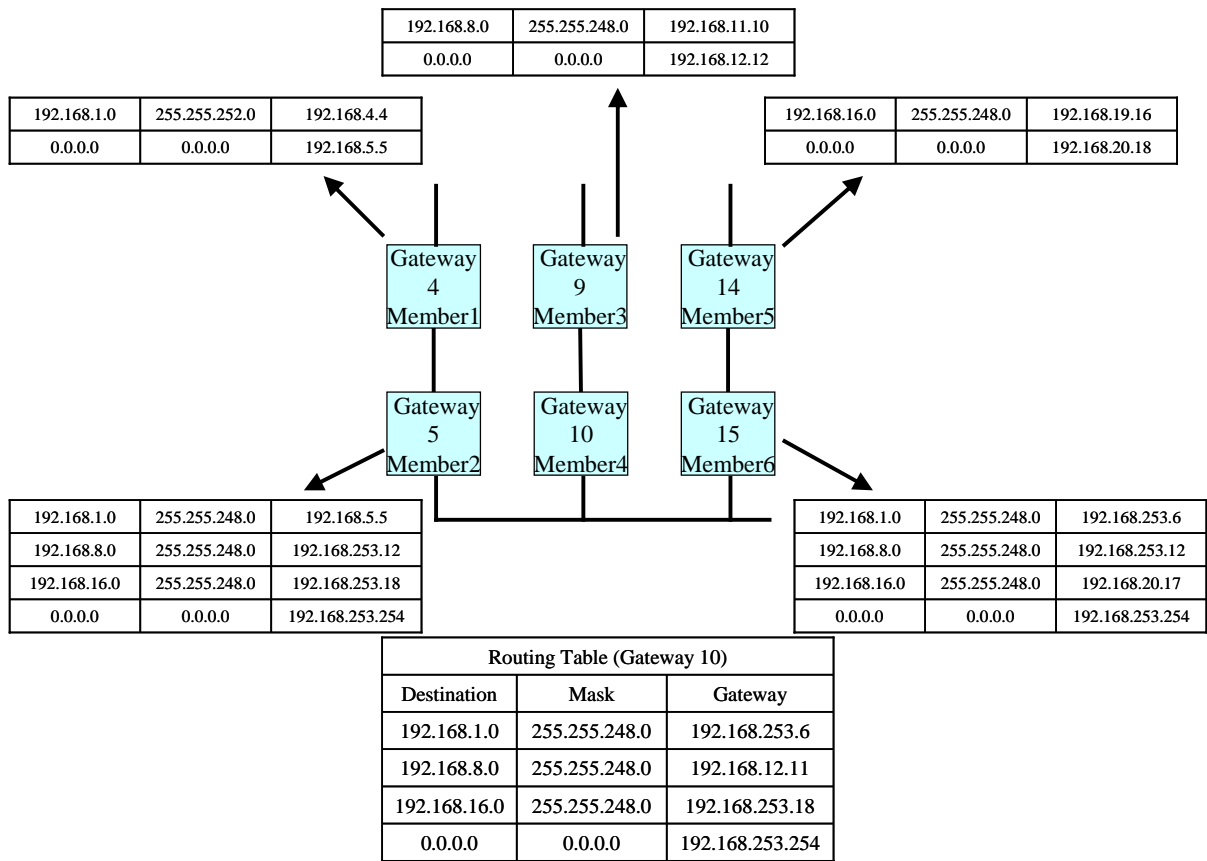 192.168.8.0 255.255.248.0 192.168.11.10
0.0.0.0 0.0.0.0 192.168.12.12
192.168.1.0 255.255.252.0 192.168.4.4
0.0.0.0 0.0.0.0 192.168.5.5
192.168.16.0 255.255.248.0 192.168.19.16
0.0.0.0 0.0.0.0 192.168.20.18
Gateway
4
Member1
Gateway
9
Member3
Gateway
14
Member5
Gateway
5
Member2
Gateway
10
Member4
Gateway
15
Member6
192.168.1.0 255.255.248.0 192.168.5.5
192.168.8.0 255.255.248.0 192.168.253.12
192.168.16.0 255.255.248.0 192.168.253.18
0.0.0.0 0.0.0.0 192.168.253.254
192.168.1.0 255.255.248.0 192.168.253.6
192.168.8.0 255.255.248.0 192.168.253.12
192.168.16.0 255.255.248.0 192.168.20.17
0.0.0.0 0.0.0.0 192.168.253.254
Routing Table (Gateway 10)
Destination Mask Gateway
192.168.1.0 255.255.248.0 192.168.253.6
192.168.8.0 255.255.248.0 192.168.12.11
192.168.16.0 255.255.248.0 192.168.253.18
0.0.0.0 0.0.0.0 192.168.253.254